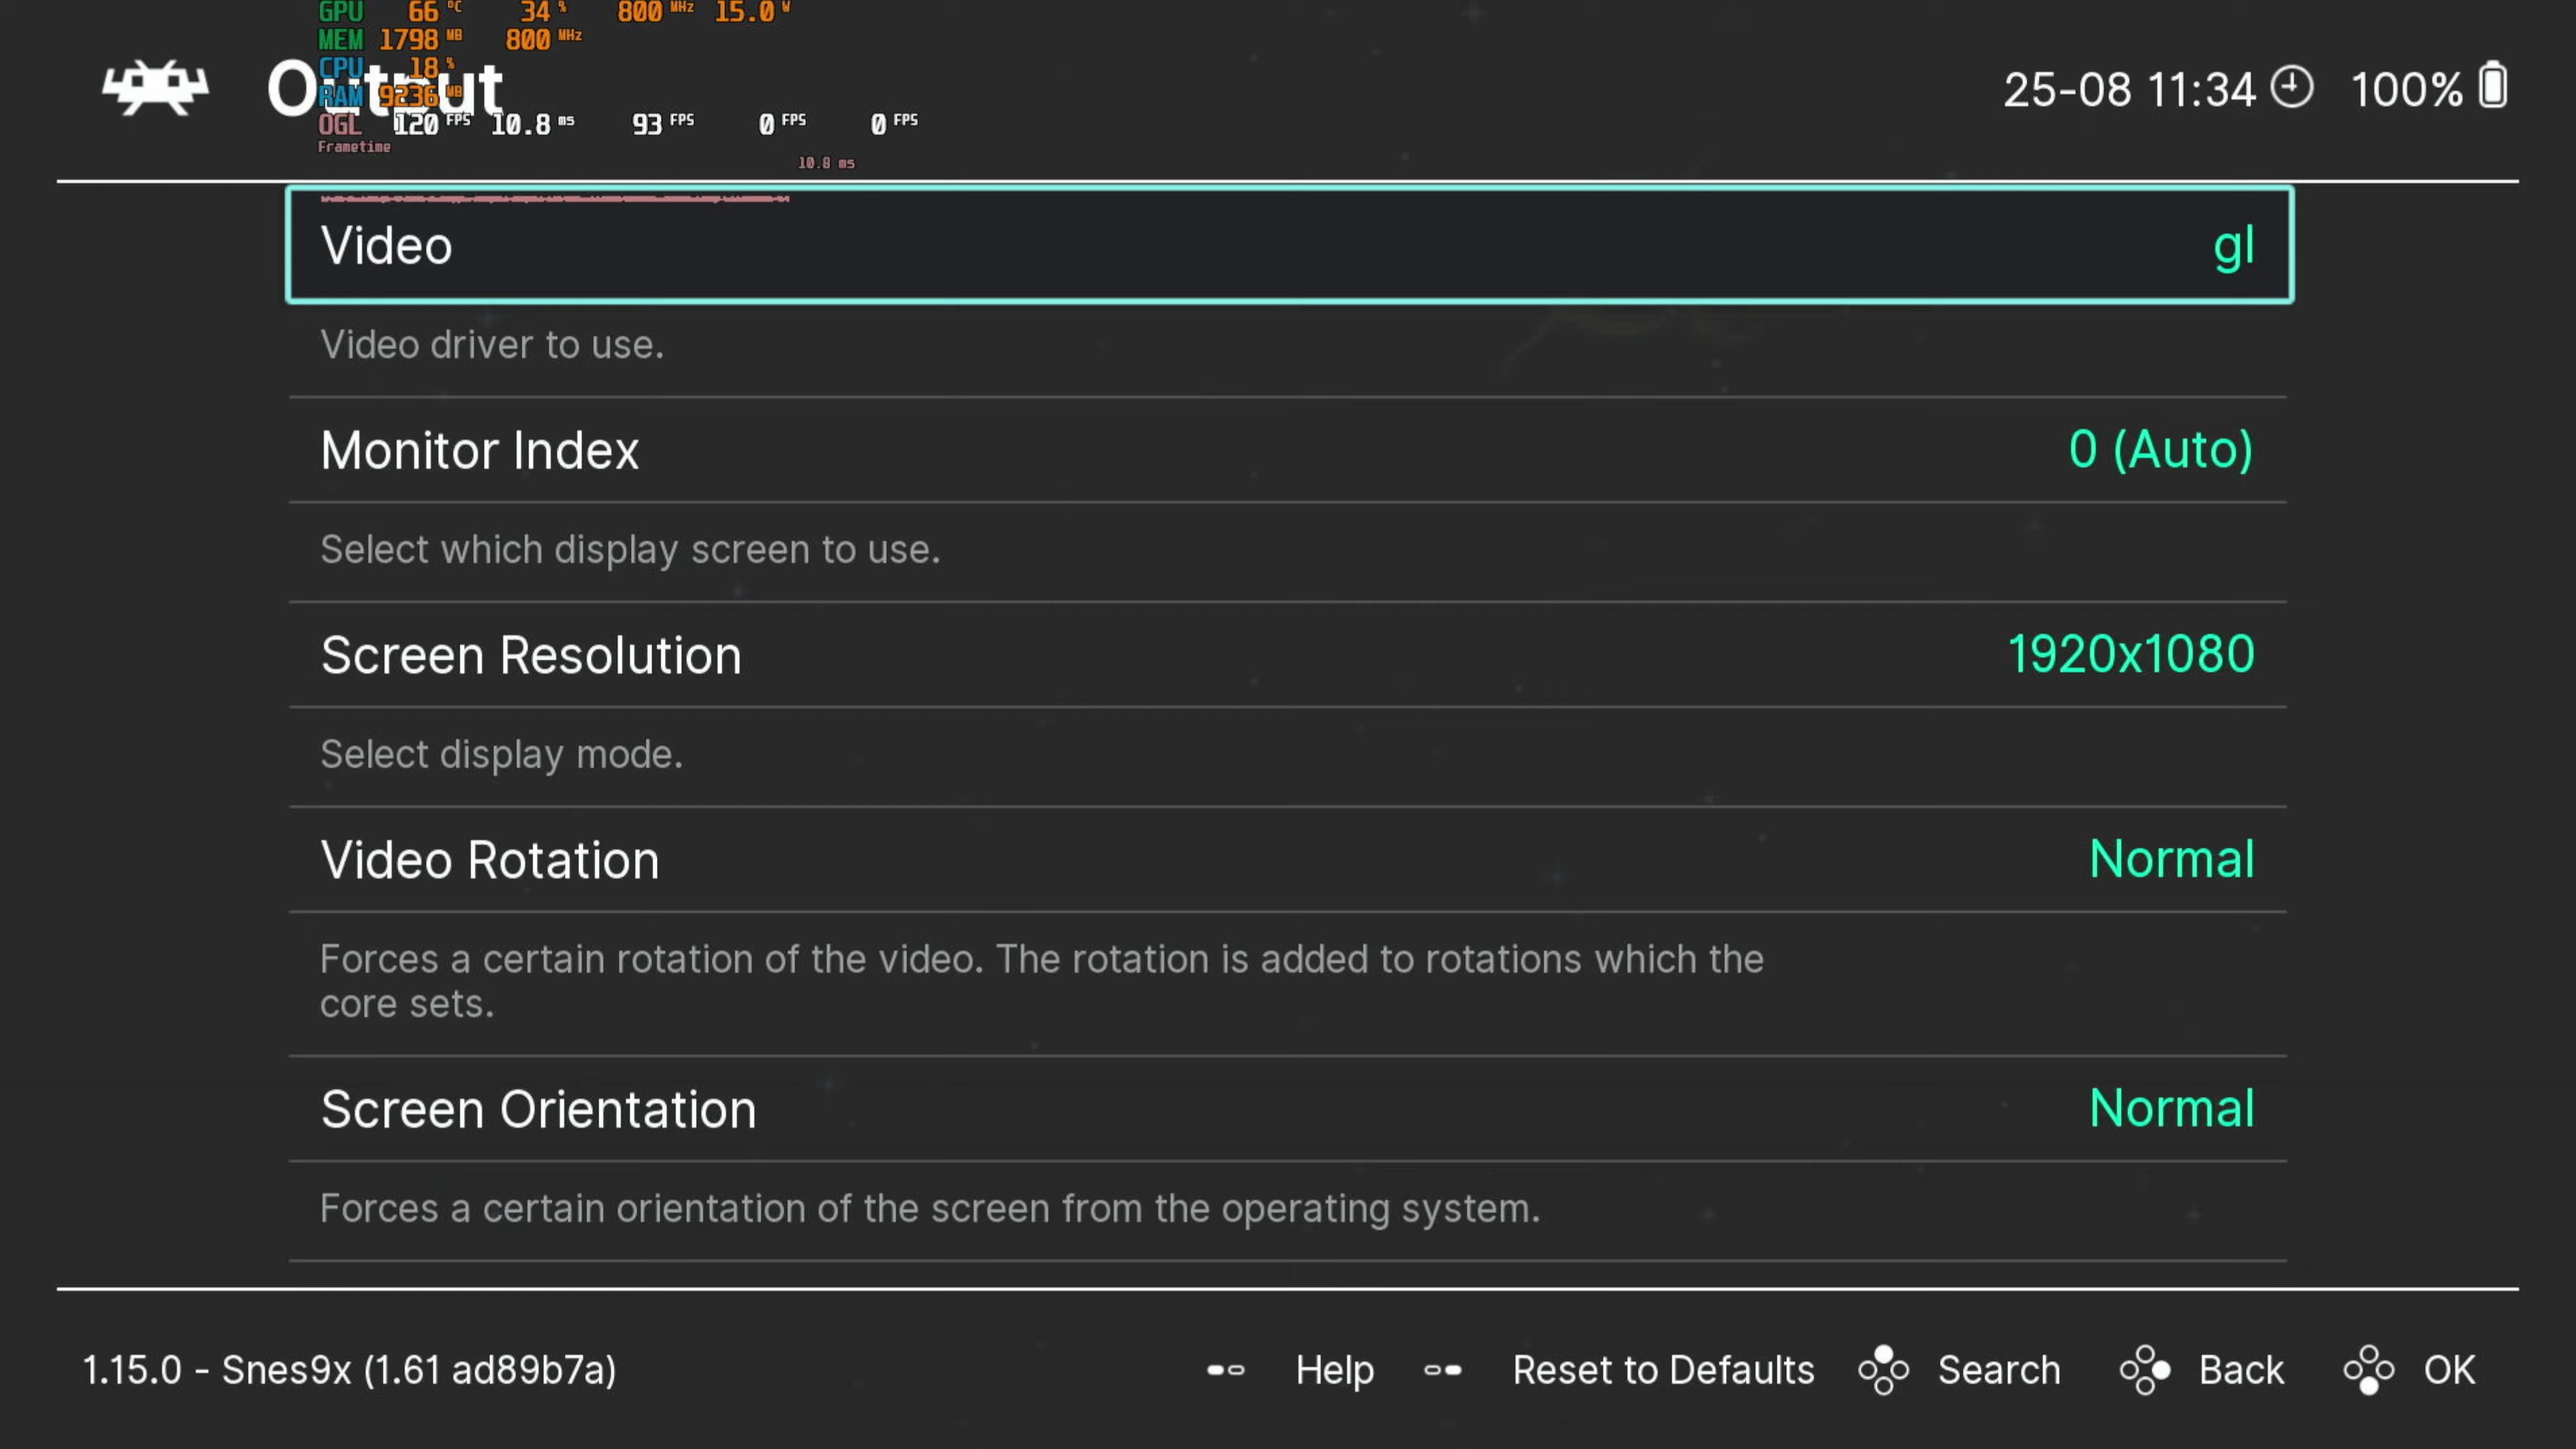 GPU 66 °C 34 % 800 MHz 15.0 W
MEM 1798 MB 800 MHz
CPU 18 %
RAM 9236 MB
OGL 120 FPS 10.8 ms 93 FPS 0 FPS 0 FPS
Frametime
10.8 ms
Output
25-08 11:34 100%
Video gl
Video driver to use.
Monitor Index 0 (Auto)
Select which display screen to use.
Screen Resolution 1920x1080
Select display mode.
Video Rotation Normal
Forces a certain rotation of the video. The rotation is added to rotations which the
core sets.
Screen Orientation Normal
Forces a certain orientation of the screen from the operating system.
1.15.0 - Snes9x (1.61 ad89b7a) Help Reset to Defaults Search Back OK